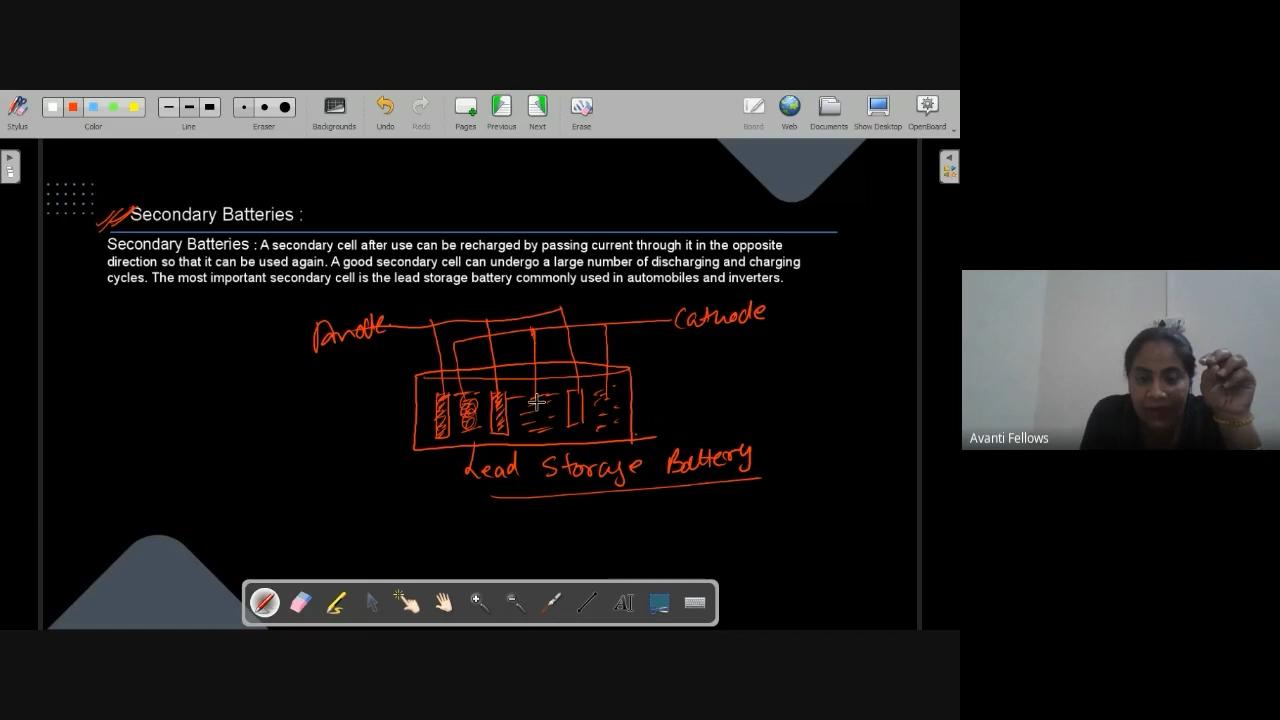 Stylus
Color
Line
Eraser
Backgrounds
Undo
Redo
Pages
Previous
Next
Erase
Board
Web
Documents
Show Desktop
OpenBoard
Secondary Batteries :
Secondary Batteries : A secondary cell after use can be recharged by passing current through it in the opposite
direction so that it can be used again. A good secondary cell can undergo a large number of discharging and charging
cycles. The most important secondary cell is the lead storage battery commonly used in automobiles and inverters.
Anode
Cathode
Lead Storage Battery
AI
Avanti Fellows